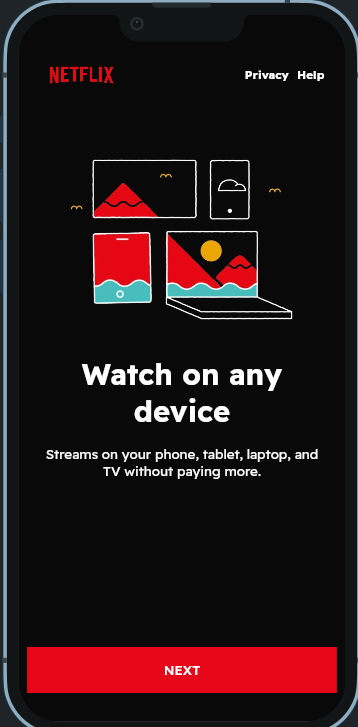 NETFLIX
Privacy Help
Watch on any
device
Streams on your phone, tablet, laptop, and
TV without paying more.
NEXT